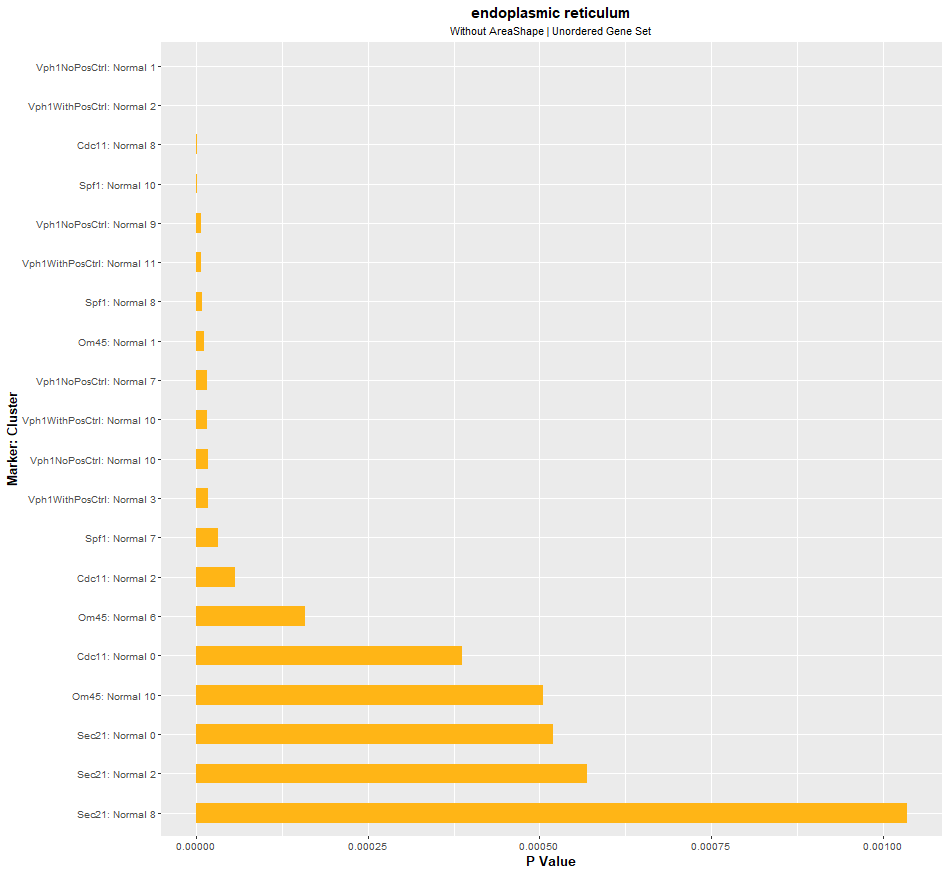 endoplasmic reticulum
Without AreaShape | Unordered Gene Set
Marker: Cluster
Vph1NoPosCtrl: Normal 1
Vph1WithPosCtrl: Normal 2
Cdc11: Normal 8
Spf1: Normal 10
Vph1NoPosCtrl: Normal 9
Vph1WithPosCtrl: Normal 11
Spf1: Normal 8
Om45: Normal 1
Vph1NoPosCtrl: Normal 7
Vph1WithPosCtrl: Normal 10
Vph1NoPosCtrl: Normal 10
Vph1WithPosCtrl: Normal 3
Spf1: Normal 7
Cdc11: Normal 2
Om45: Normal 6
Cdc11: Normal 0
Om45: Normal 10
Sec21: Normal 0
Sec21: Normal 2
Sec21: Normal 8
0.00000 0.00025 0.00050 0.00075 0.00100
P Value